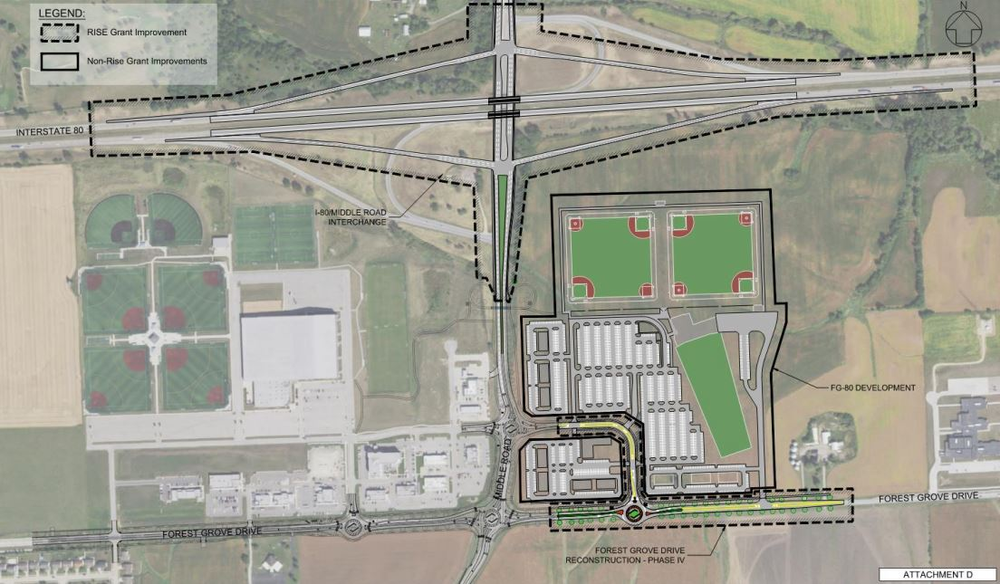 LEGEND:
RISE Grant Improvement
Non-Rise Grant Improvements
N
INTERSTATE 80
I-80/MIDDLE ROAD
INTERCHANGE
FG-80 DEVELOPMENT
MIDDLE ROAD
FOREST GROVE DRIVE
FOREST GROVE DRIVE
FOREST GROVE DRIVE
RECONSTRUCTION - PHASE IV
ATTACHMENT D